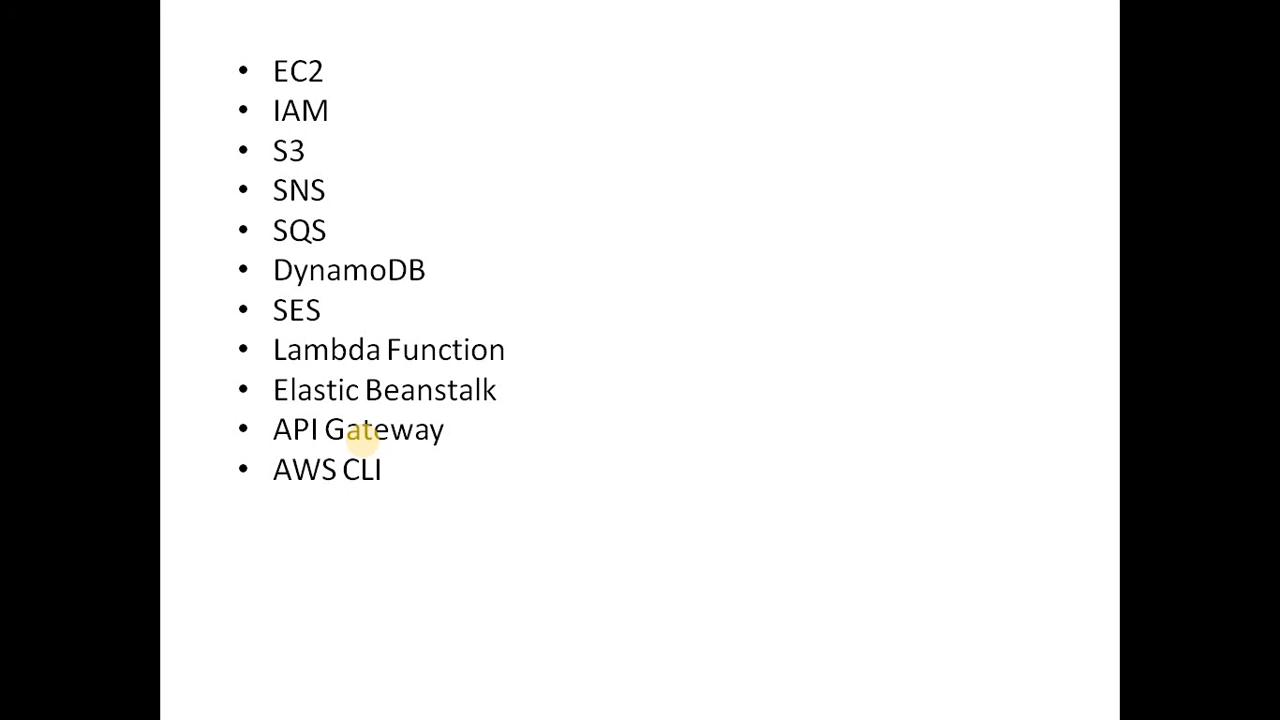 • EC2
• IAM
• S3
• SNS
• SQS
• DynamoDB
• SES
• Lambda Function
• Elastic Beanstalk
• API Gateway
• AWS CLI